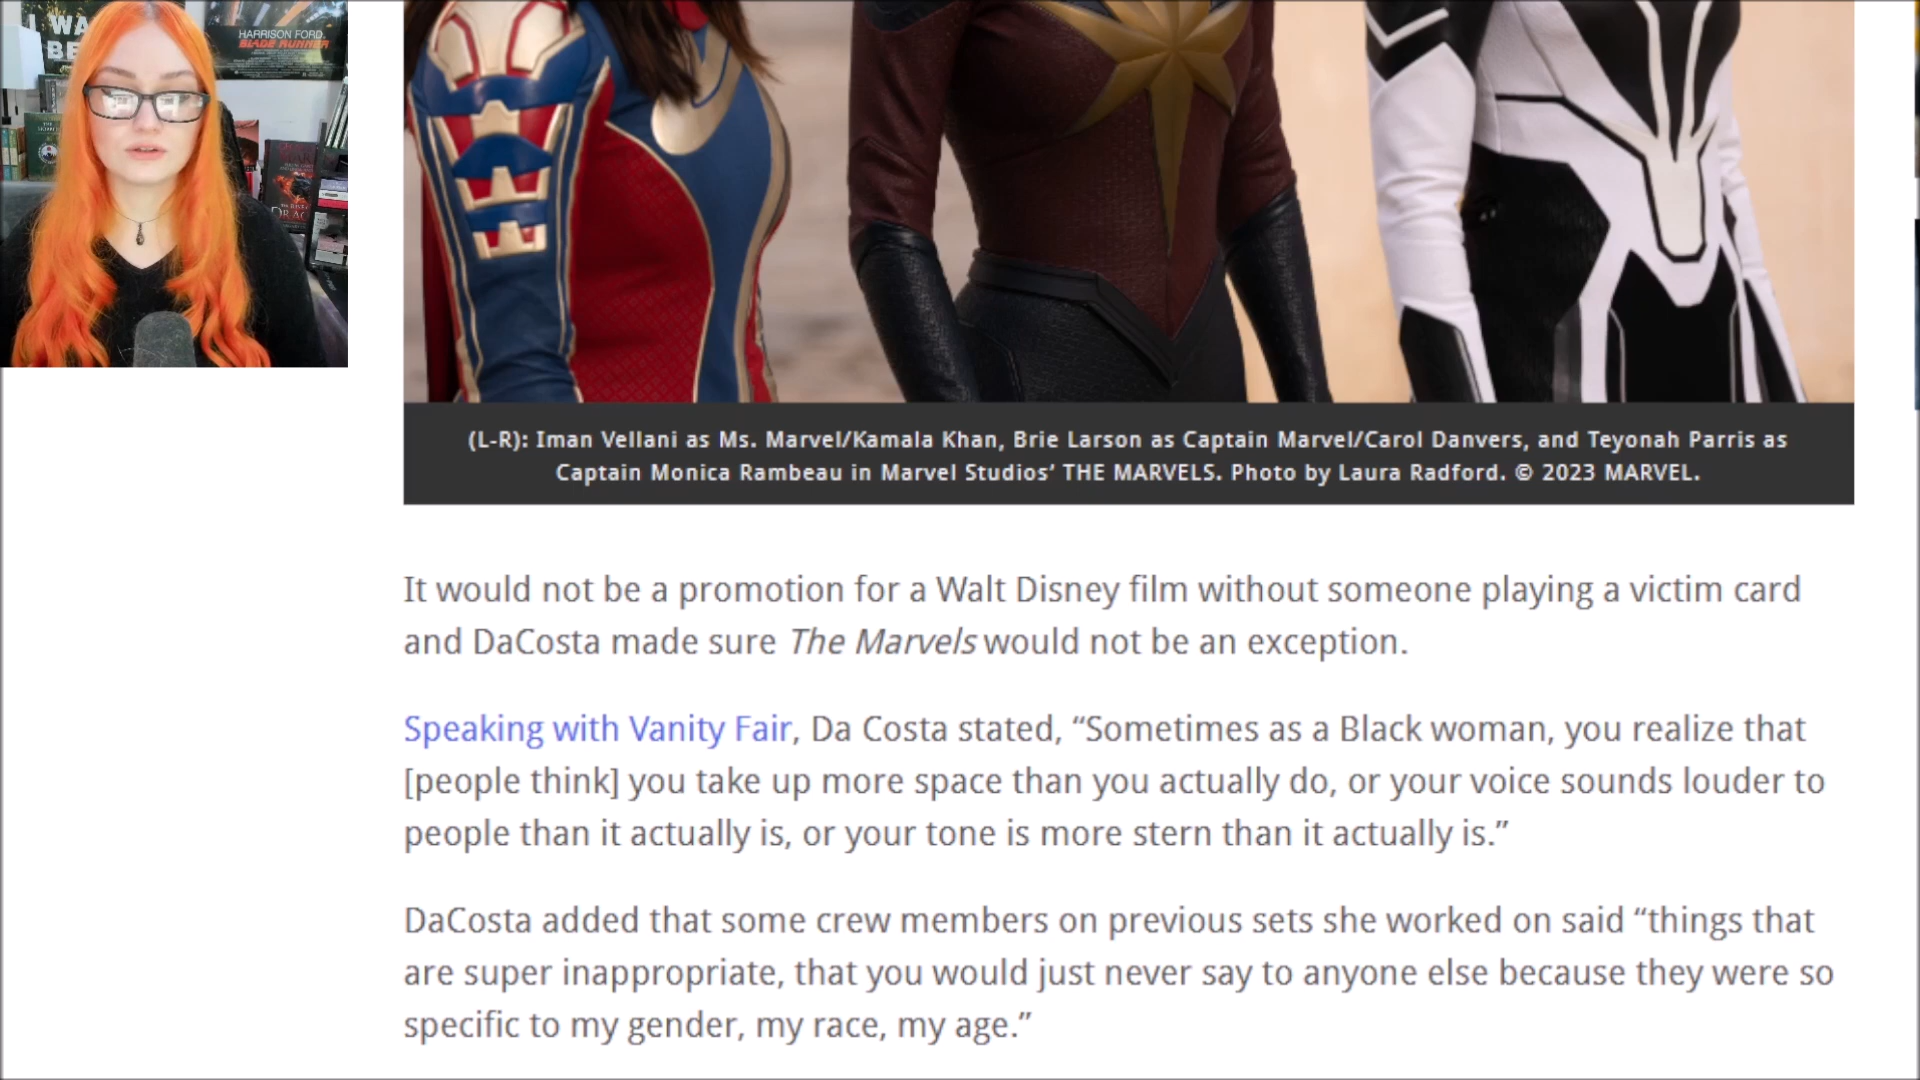 I WA
BE
HARRISON FORD
BLADE RUNNER
DRAC
(L-R): Iman Vellani as Ms. Marvel/Kamala Khan, Brie Larson as Captain Marvel/Carol Danvers, and Teyonah Parris as
Captain Monica Rambeau in Marvel Studios’ THE MARVELS. Photo by Laura Radford. © 2023 MARVEL.
It would not be a promotion for a Walt Disney film without someone playing a victim card
and DaCosta made sure The Marvels would not be an exception.
Speaking with Vanity Fair, Da Costa stated, “Sometimes as a Black woman, you realize that
[people think] you take up more space than you actually do, or your voice sounds louder to
people than it actually is, or your tone is more stern than it actually is.”
DaCosta added that some crew members on previous sets she worked on said “things that
are super inappropriate, that you would just never say to anyone else because they were so
specific to my gender, my race, my age.”